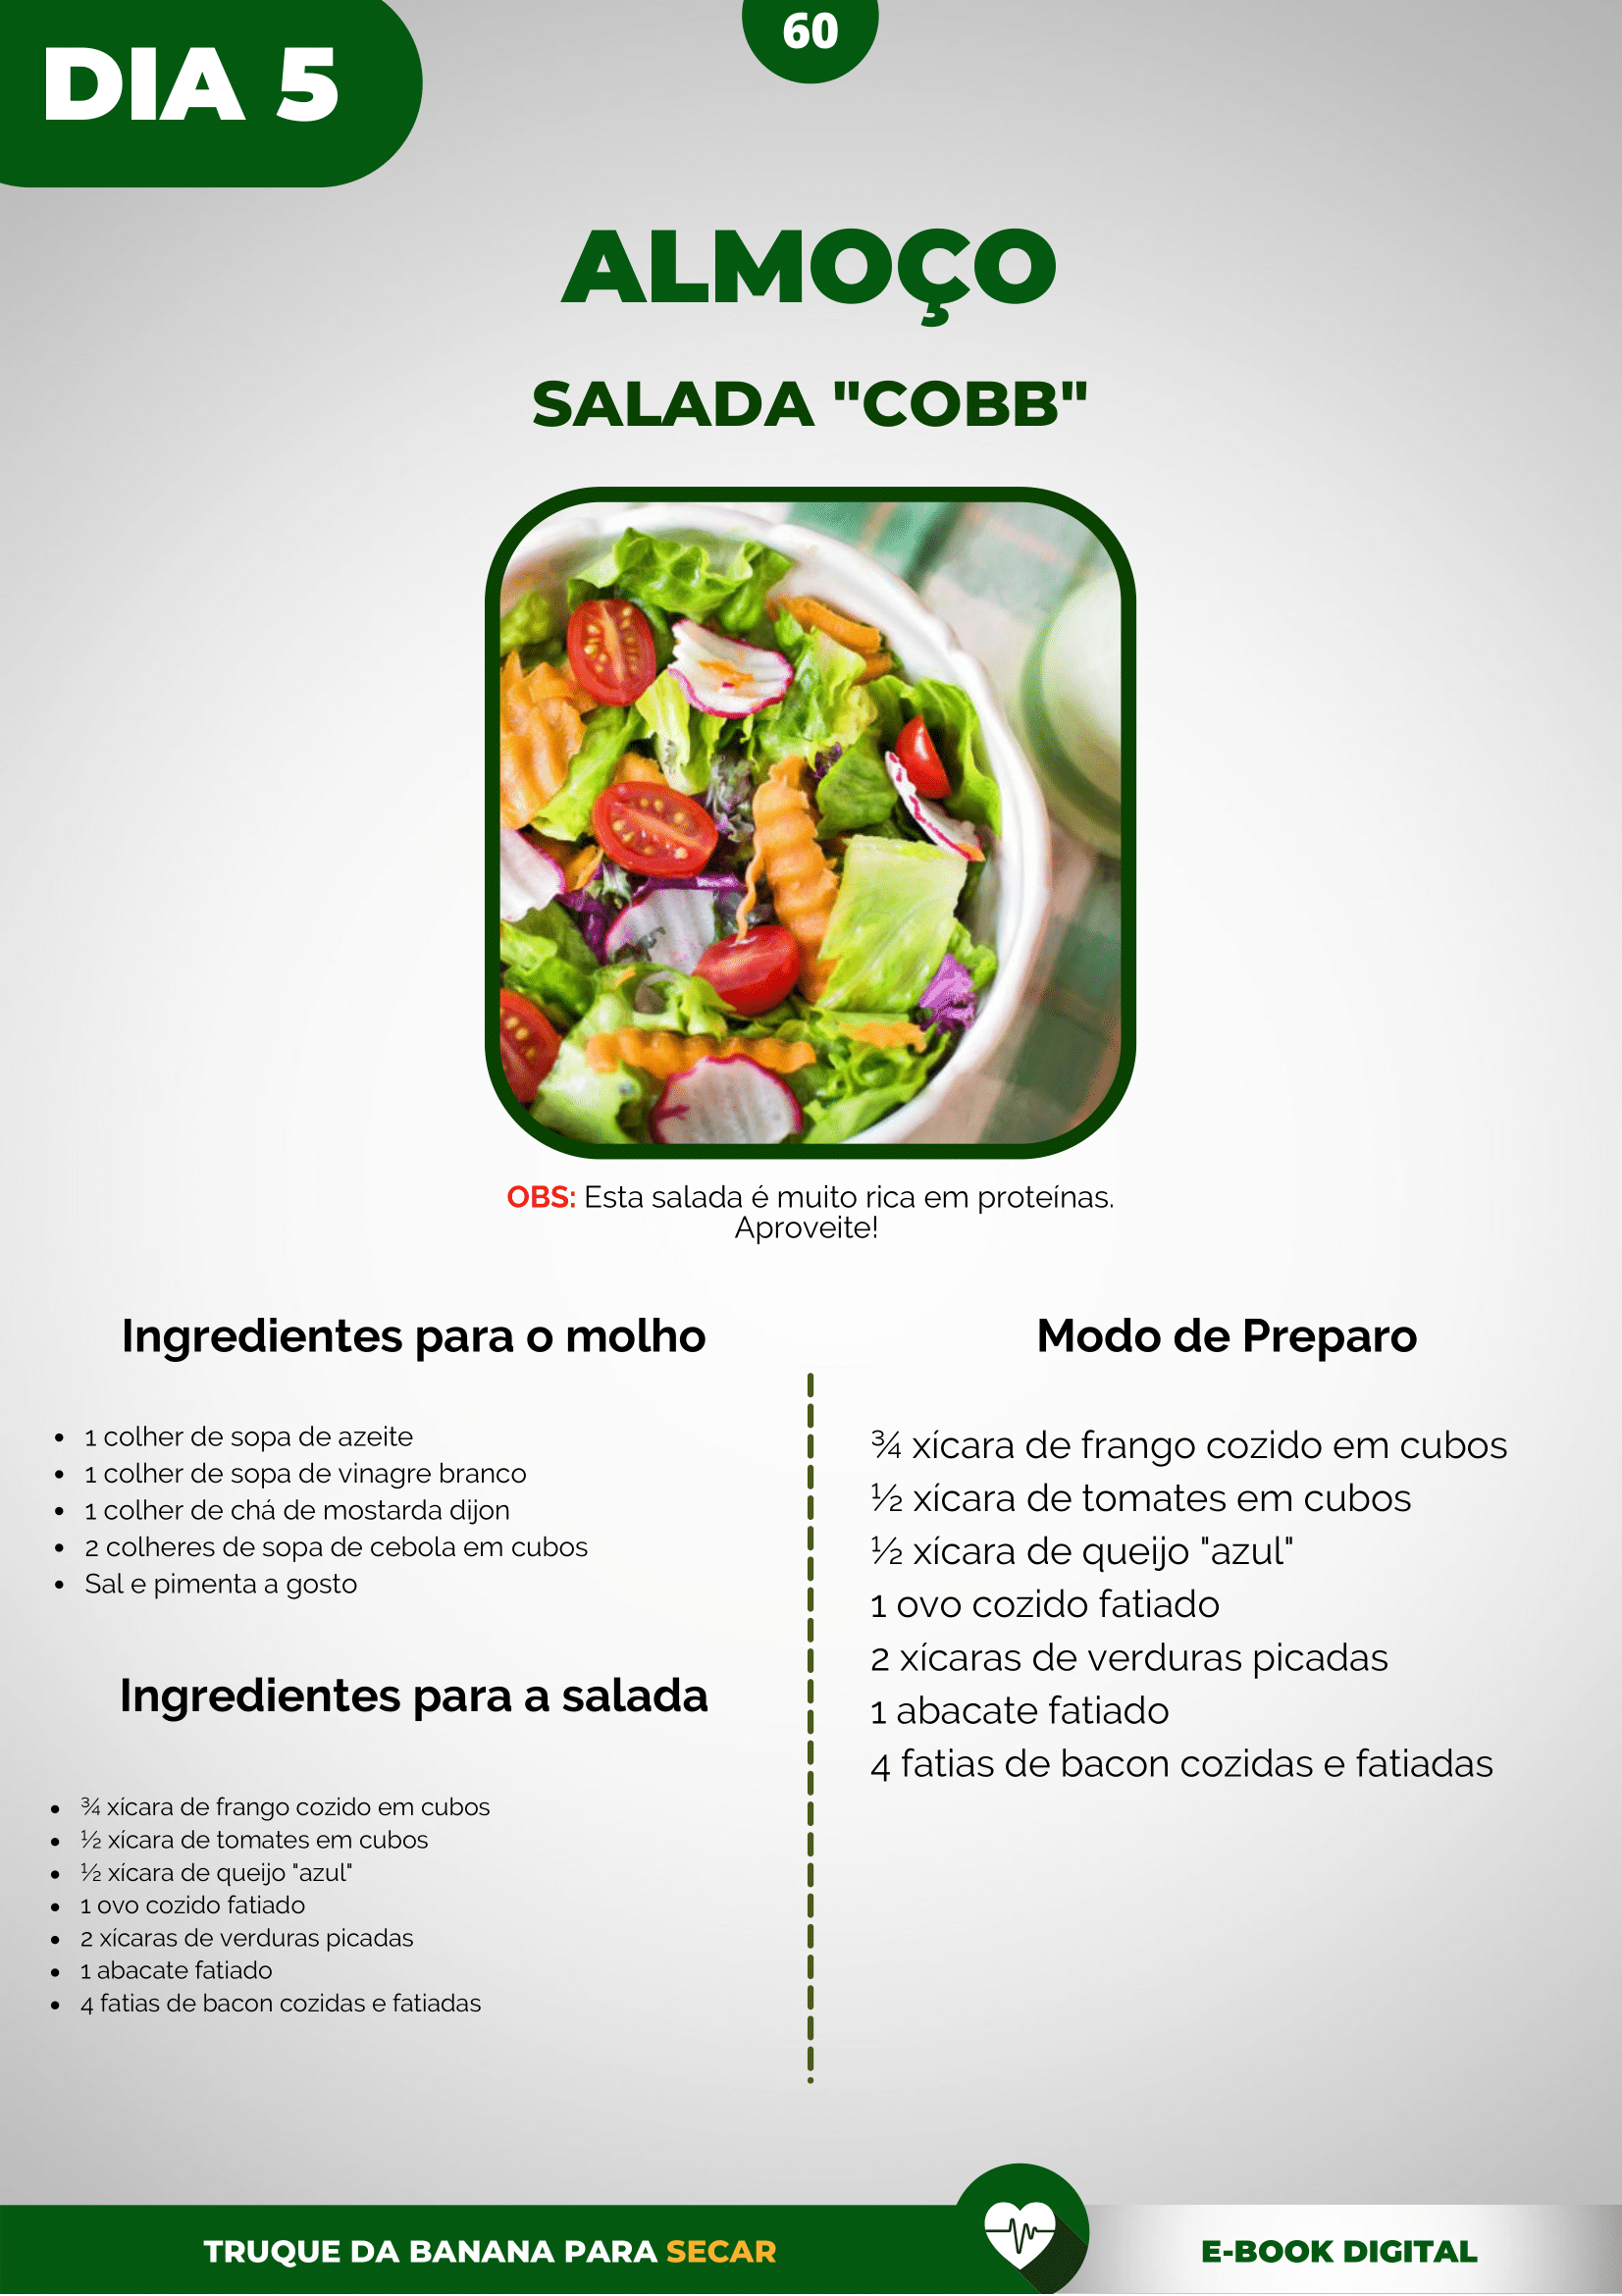 DIA 5
60
ALMOÇO
SALADA "COBB"
OBS: Esta salada é muito rica em proteínas.
Aproveite!
Ingredientes para o molho
• 1 colher de sopa de azeite
• 1 colher de sopa de vinagre branco
• 1 colher de chá de mostarda dijon
• 2 colheres de sopa de cebola em cubos
• Sal e pimenta a gosto
Ingredientes para a salada
• ¾ xícara de frango cozido em cubos
• ½ xícara de tomates em cubos
• ½ xícara de queijo "azul"
• 1 ovo cozido fatiado
• 2 xícaras de verduras picadas
• 1 abacate fatiado
• 4 fatias de bacon cozidas e fatiadas
Modo de Preparo
¾ xícara de frango cozido em cubos
½ xícara de tomates em cubos
½ xícara de queijo "azul"
1 ovo cozido fatiado
2 xícaras de verduras picadas
1 abacate fatiado
4 fatias de bacon cozidas e fatiadas
TRUQUE DA BANANA PARA SECAR
E-BOOK DIGITAL